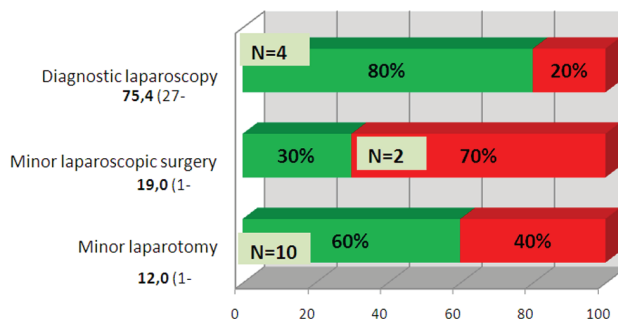 N=4
Diagnostic laparoscopy 80% 20%
75,4 (27-
Minor laparoscopic surgery 30% N=2 70%
19,0 (1-
Minor laparotomy 60% 40%
N=10
12,0 (1-
0 20 40 60 80 100